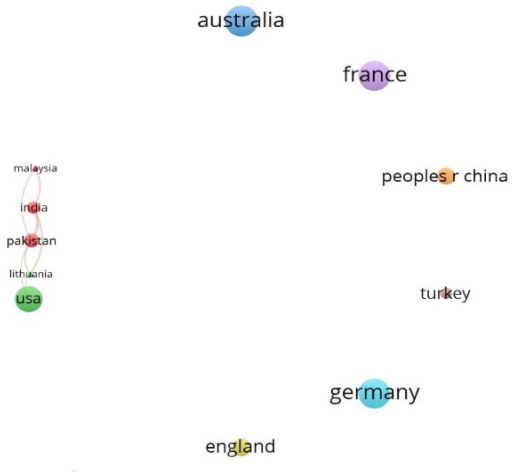 australia
france
malaysia
peoples r china
india
pakistan
lithuania
usa
turkey
germany
england